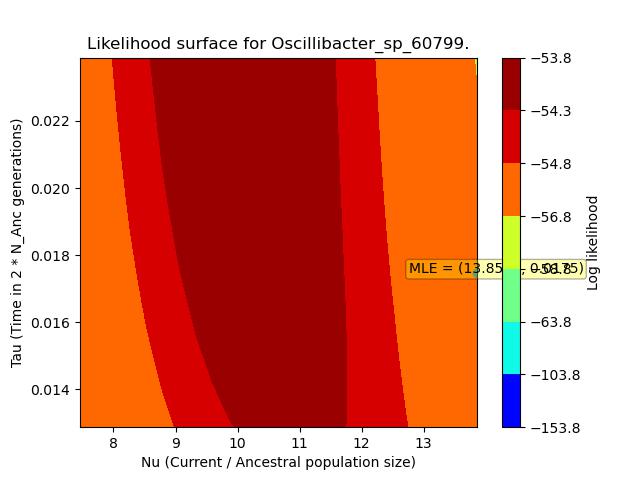 Likelihood surface for Oscillibacter_sp_60799.
Tau (Time in 2 * N_Anc generations)
0.022
0.020
0.018
0.016
0.014
8 9 10 11 12 13
Nu (Current / Ancestral population size)
MLE = (13.85 , 0.0175)
−53.8
−54.3
−54.8
−56.8
−58.8
−63.8
−103.8
−153.8
Log likelihood